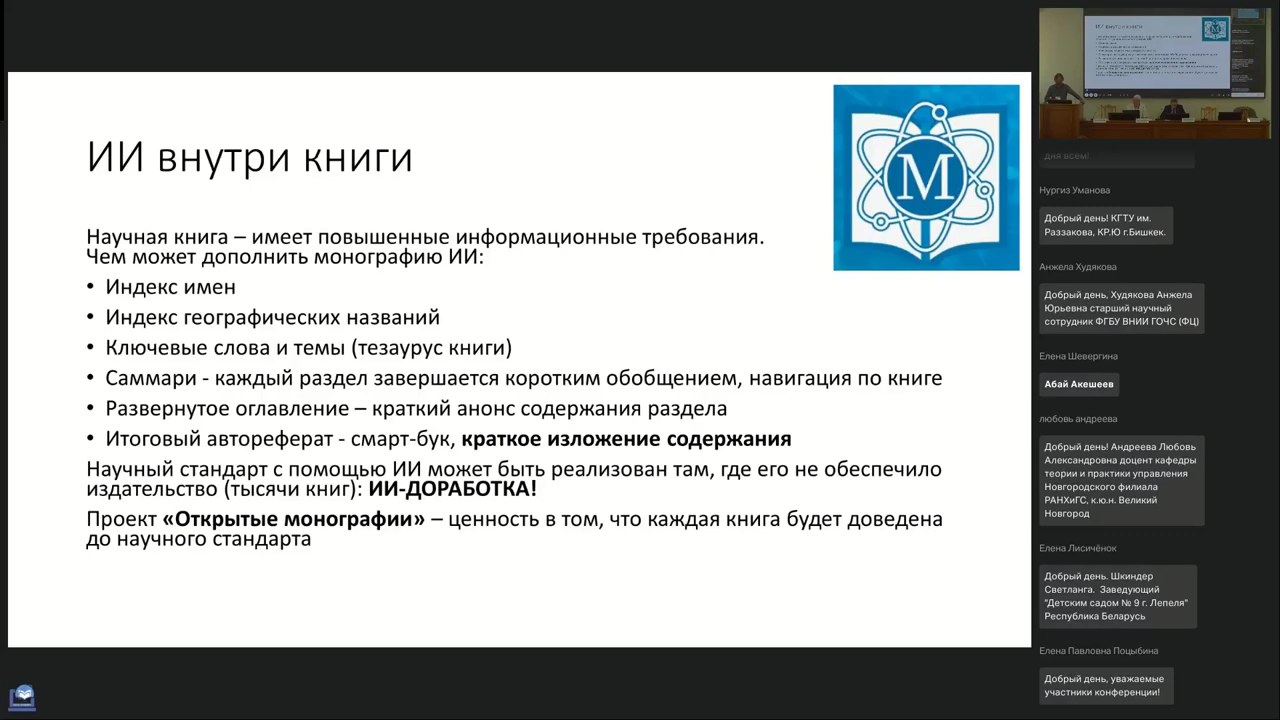 ИИ внутри книги
М
Научная книга – имеет повышенные информационные требования.
Чем может дополнить монографию ИИ:
• Индекс имен
• Индекс географических названий
• Ключевые слова и темы (тезаурус книги)
• Саммари - каждый раздел завершается коротким обобщением, навигация по книге
• Развернутое оглавление – краткий анонс содержания раздела
• Итоговый автореферат - смарт-бук, краткое изложение содержания
Научный стандарт с помощью ИИ может быть реализован там, где его не обеспечило
издательство (тысячи книг): ИИ-ДОРАБОТКА!
Проект «Открытые монографии» – ценность в том, что каждая книга будет доведена
до научного стандарта
ИИ внутри книги
дня всем!
Нургиз Уманова
Добрый день! КГТУ им.
Раззакова, КР.Ю г.Бишкек.
Анжела Худякова
Добрый день, Худякова Анжела
Юрьевна старший научный
сотрудник ФГБУ ВНИИ ГОЧС (ФЦ)
Елена Шевергина
Абай Акешеев
любовь андреева
Добрый день! Андреева Любовь
Александровна доцент кафедры
теории и практики управления
Новгородского филиала
РАНХиГС, к.ю.н. Великий
Новгород
Елена Лисичёнок
Добрый день. Шкиндер
Светланга. Заведующий
"Детским садом № 9 г. Лепеля"
Республика Беларусь
Елена Павловна Поцыбина
Добрый день, уважаемые
участники конференции!